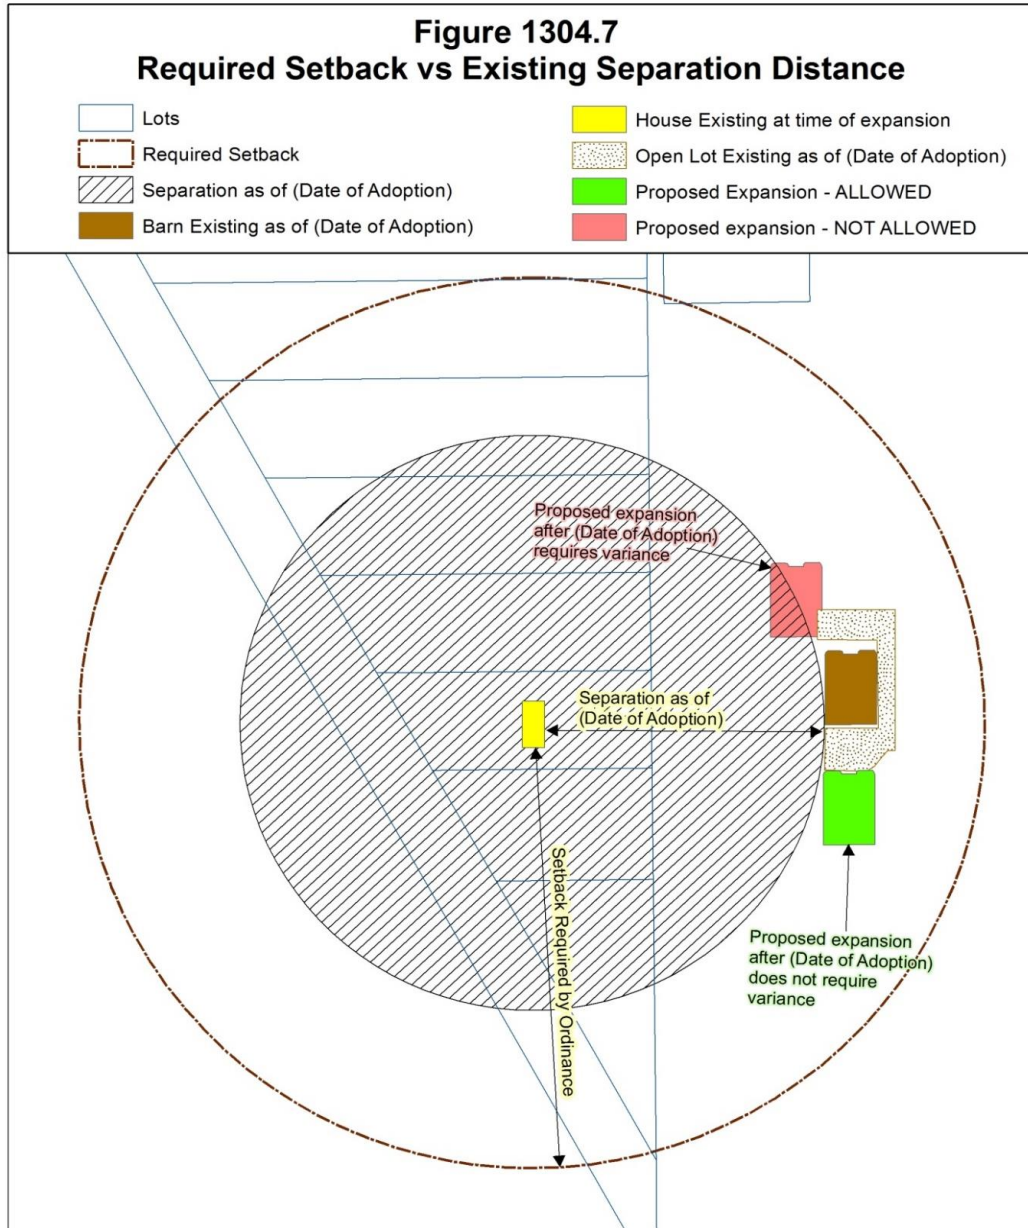 Figure 1304.7
Required Setback vs Existing Separation Distance
Lots
Required Setback
Separation as of (Date of Adoption)
Barn Existing as of (Date of Adoption)
House Existing at time of expansion
Open Lot Existing as of (Date of Adoption)
Proposed Expansion - ALLOWED
Proposed expansion - NOT ALLOWED
Proposed expansion
after (Date of Adoption)
requires variance
Separation as of
(Date of Adoption)
Setback Required by Ordinance
Proposed expansion
after (Date of Adoption)
does not require
variance